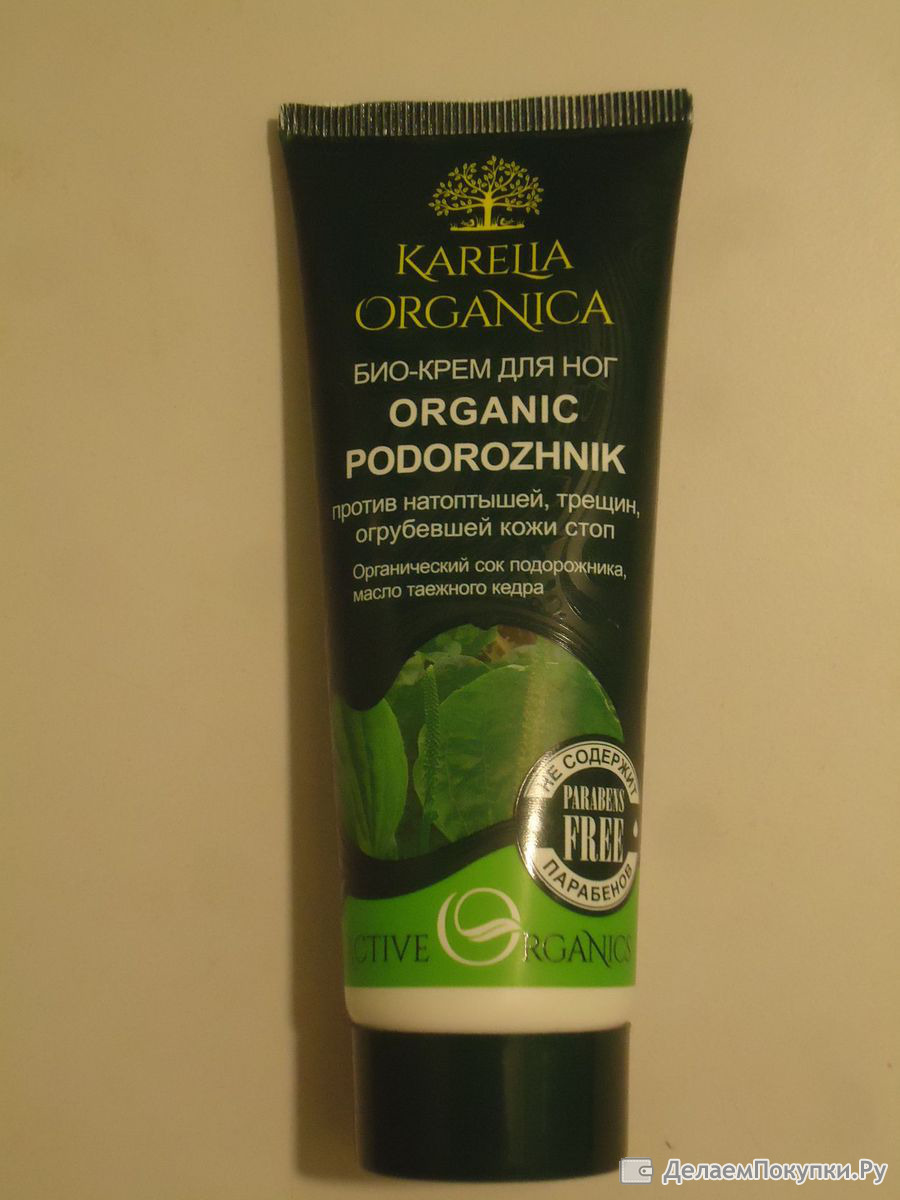 KARELIA
ORGANICA
БИО-КРЕМ ДЛЯ НОГ
ORGANIC
PODOROZHNIK
против натоптышей, трещин,
огрубевшей кожи стоп
Органический сок подорожника,
масло таежного кедра
НЕ СОДЕРЖИТ
PARABENS
FREE
ПАРАБЕНОВ
CTIVE ORGANICS
ДелаемПокупки.Ру